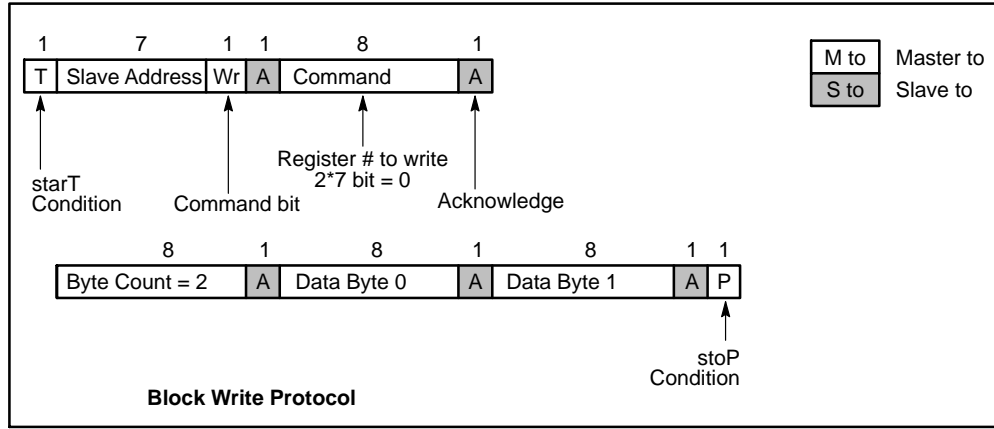 1 7 1 1 8 1
T Slave Address Wr A Command A
M to Master to
S to Slave to
Register # to write
2*7 bit = 0
starT
Condition
Command bit
Acknowledge
8 1 8 1 8 1 1
Byte Count = 2 A Data Byte 0 A Data Byte 1 A P
stoP
Condition
Block Write Protocol